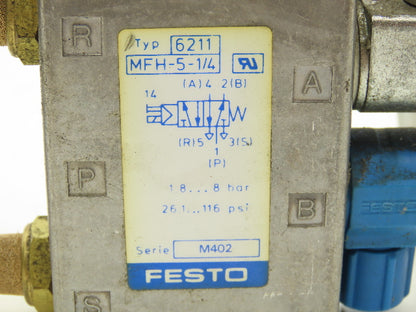 Typ 6211
MFH-5-1/4
(A)4 2(B)
14
(R)5 3(S)
1
(P)
1.8...8 bar
26.1...116 psi
Serie M402
FESTO
R
P
S
A
B
FESTO